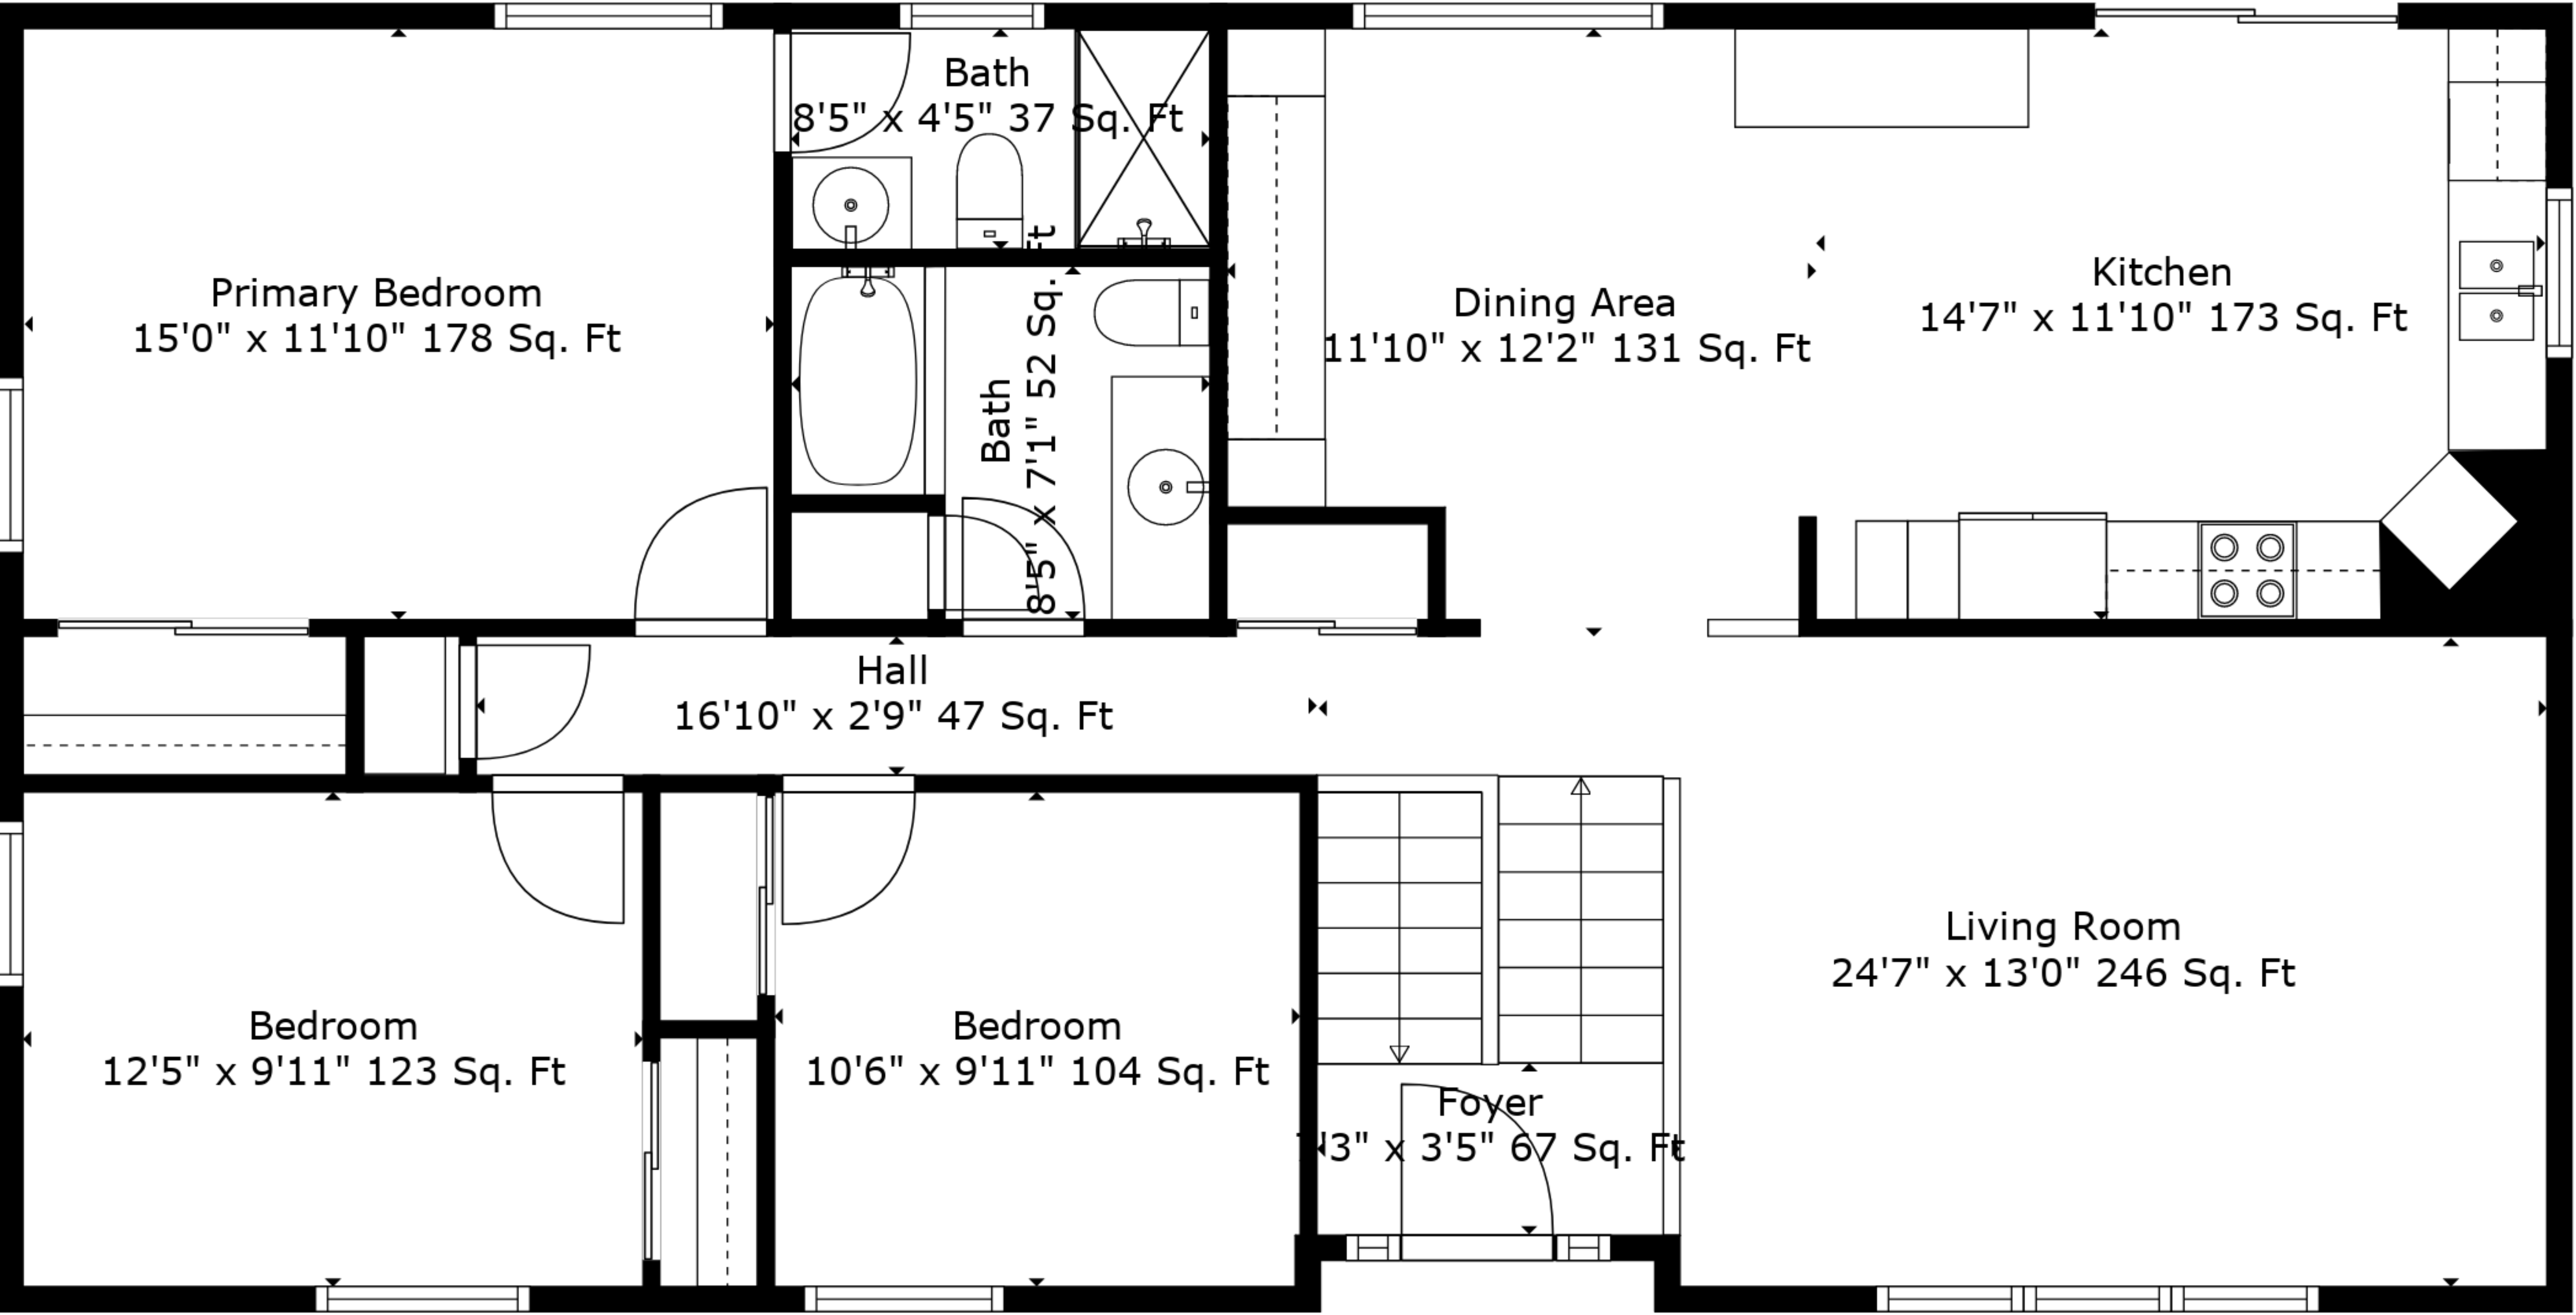 Bath
8'5" x 4'5" 37 Sq. Ft
Primary Bedroom
15'0" x 11'10" 178 Sq. Ft
Bath
8'5" x 7'1" 52 Sq. Ft
Dining Area
11'10" x 12'2" 131 Sq. Ft
Kitchen
14'7" x 11'10" 173 Sq. Ft
Hall
16'10" x 2'9" 47 Sq. Ft
Bedroom
12'5" x 9'11" 123 Sq. Ft
Bedroom
10'6" x 9'11" 104 Sq. Ft
Foyer
x 3'5" 67 Sq. Ft
Living Room
24'7" x 13'0" 246 Sq. Ft